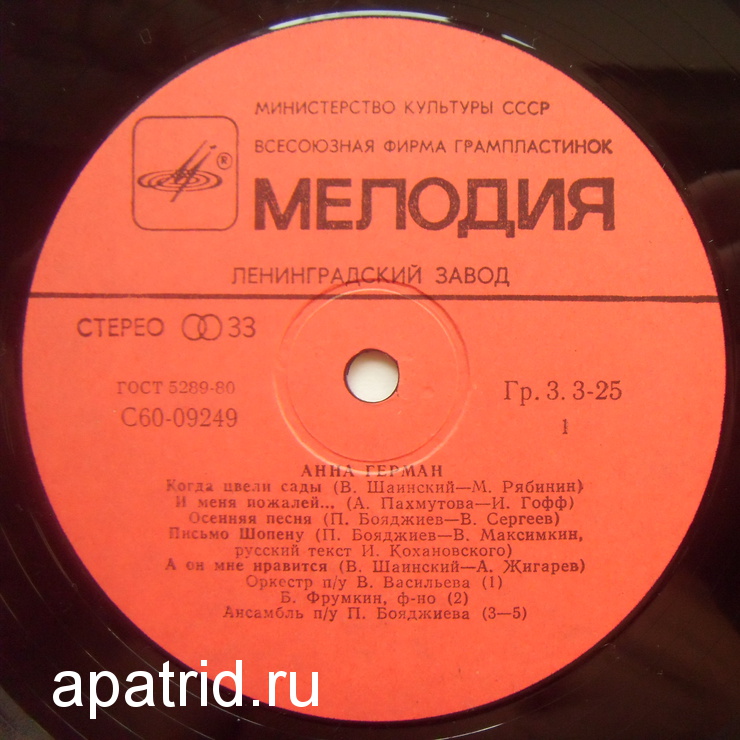 МИНИСТЕРСТВО КУЛЬТУРЫ СССР
ВСЕСОЮЗНАЯ ФИРМА ГРАМПЛАСТИНОК
®
МЕЛОДИЯ
ЛЕНИНГРАДСКИЙ ЗАВОД
СТЕРЕО 33
ГОСТ 5289-80
С60-09249
Гр. 3. 3-25
1
АННА ГЕРМАН
Когда цвели сады (В. Шаинский—М. Рябинин)
И меня пожалей... (А. Пахмутова—И. Гофф)
Осенняя песня (П. Бояджиев—В. Сергеев)
Письмо Шопену (П. Бояджиев—В. Максимкин,
русский текст И. Кохановского)
А он мне нравится (В. Шаинский—А. Жигарев)
Оркестр п/у В. Васильева (1)
Б. Фрумкин, ф-но (2)
Ансамбль п/у П. Бояджиева (3—5)
apatrid.ru